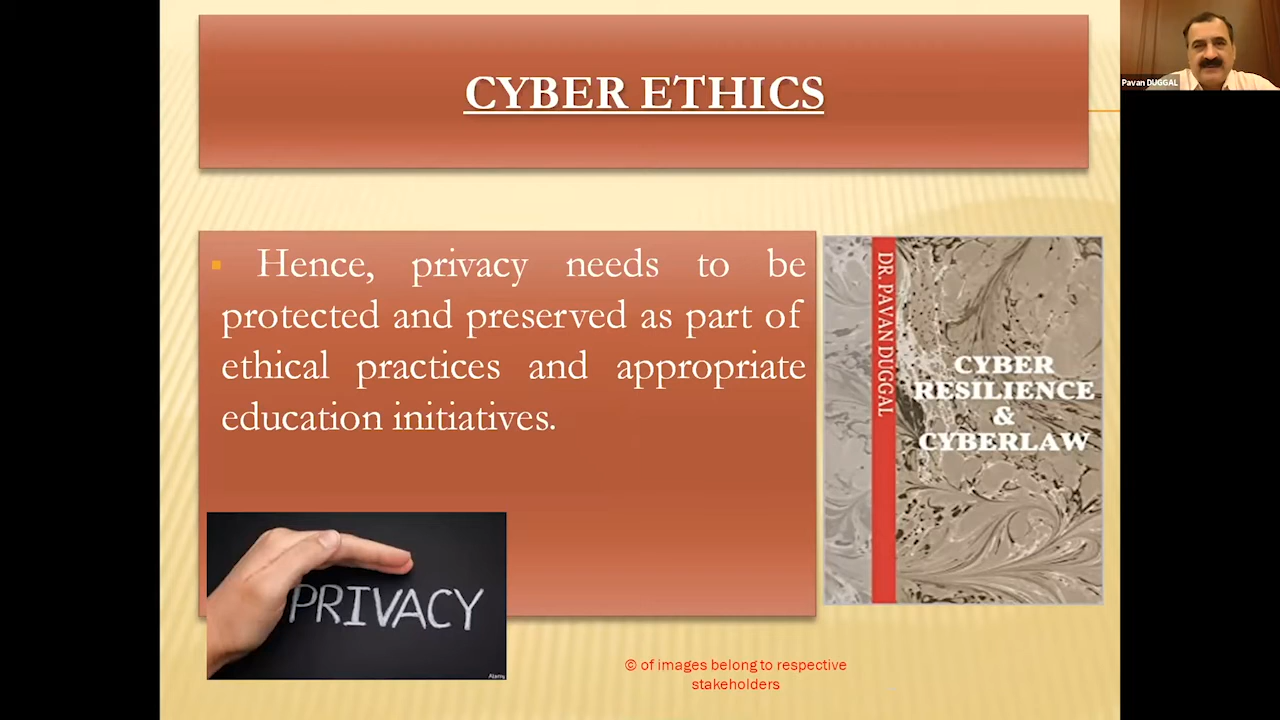 CYBER ETHICS
Pavan DUGGAL
Hence, privacy needs to be
protected and preserved as part of
ethical practices and appropriate
education initiatives.
DR. PAVAN DUGGAL
CYBER
RESILIENCE
&
CYBERLAW
PRIVACY
Alamy
© of images belong to respective
stakeholders